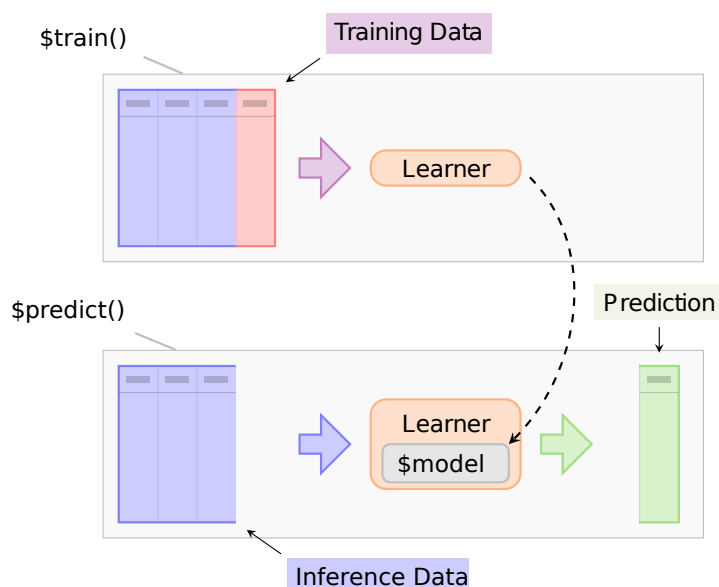 Training Data
$train()
Learner
Prediction
$predict()
Learner
$model
Inference Data